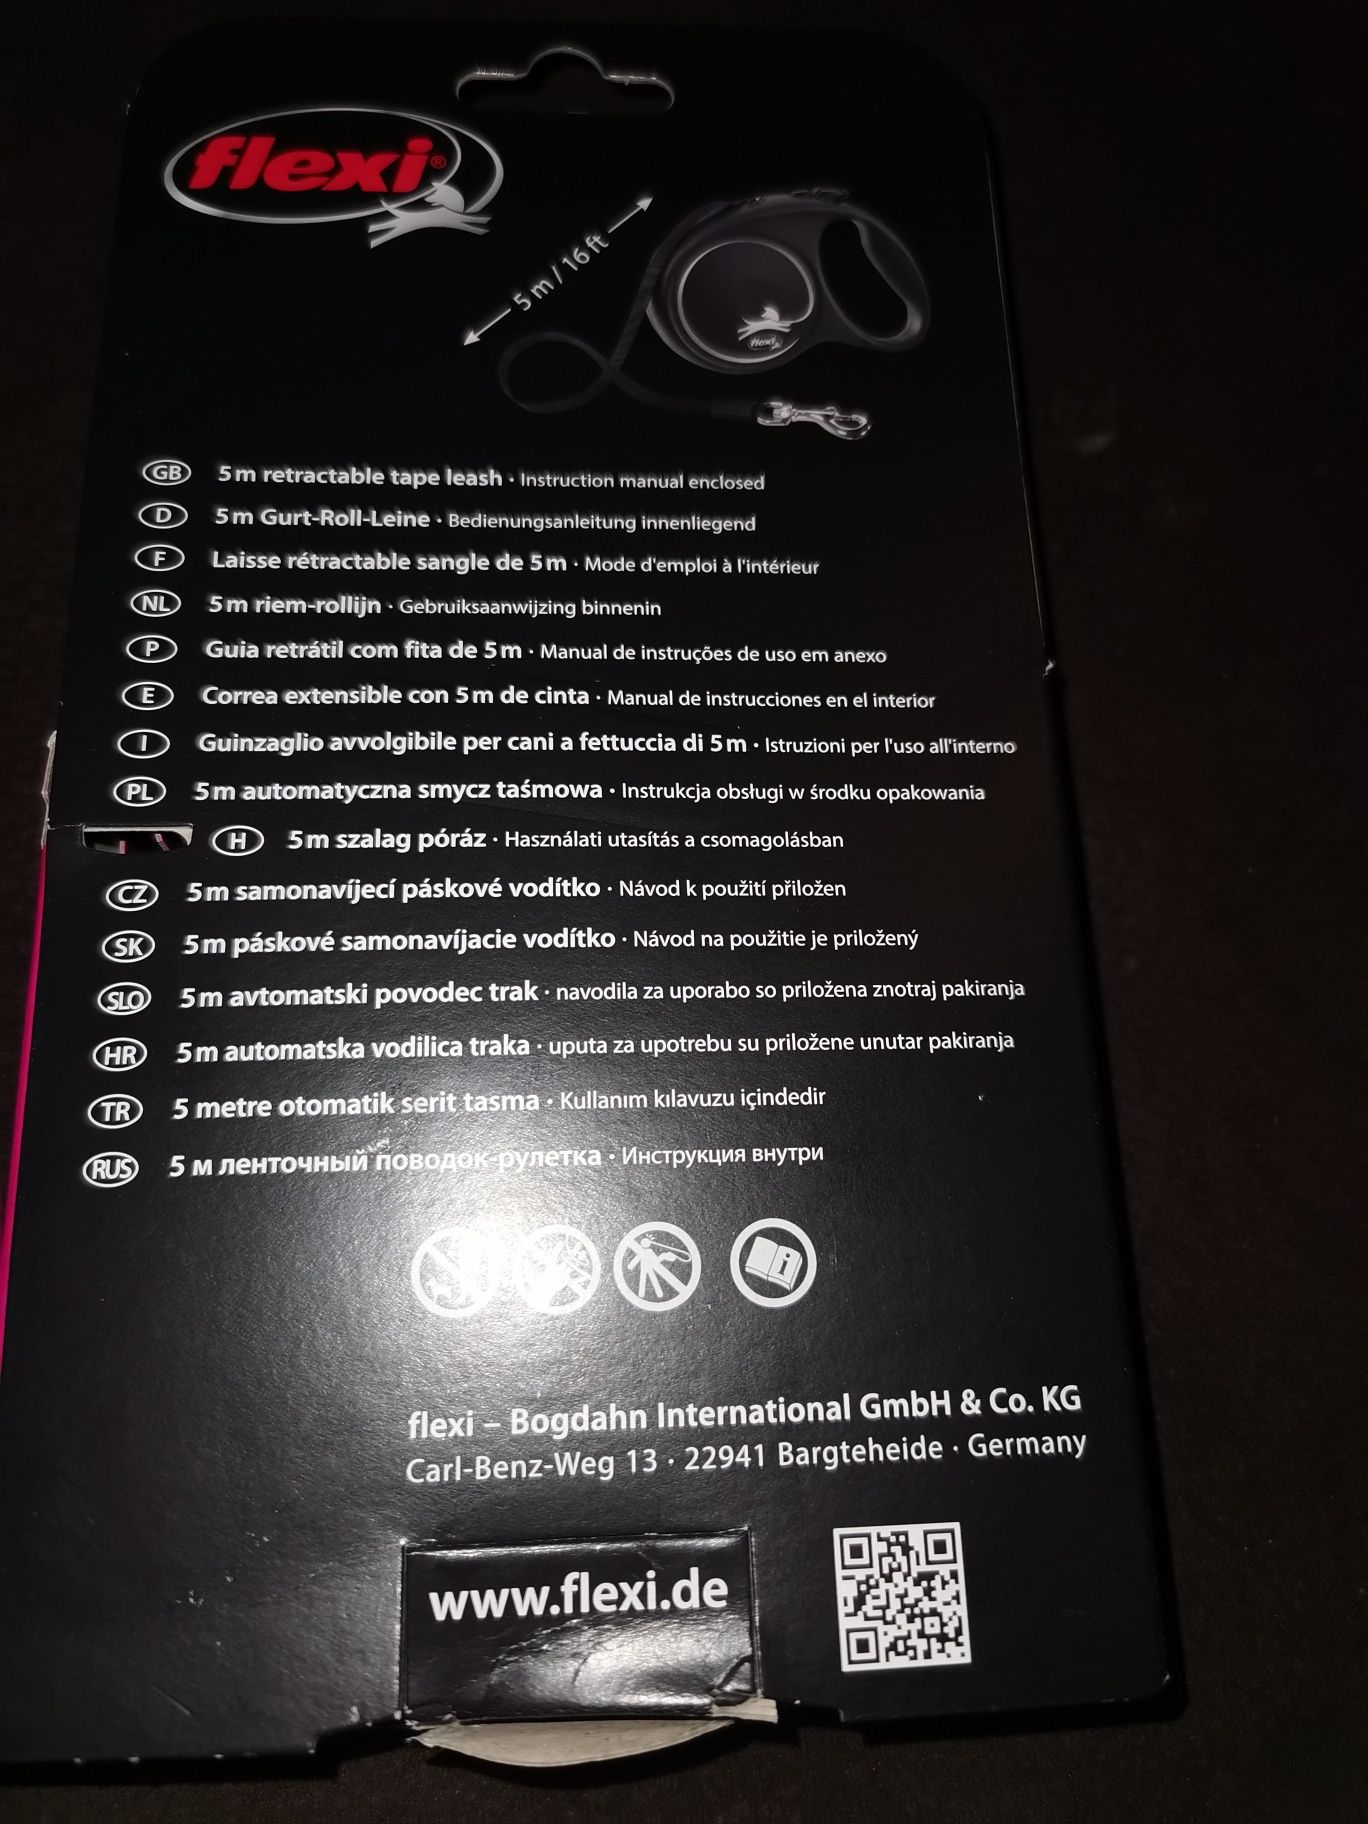 flexi®
5 m / 16 ft
flexi
GB 5 m retractable tape leash · Instruction manual enclosed
D 5 m Gurt-Roll-Leine · Bedienungsanleitung innenliegend
F Laisse rétractable sangle de 5 m · Mode d'emploi à l'intérieur
NL 5 m riem-rollijn · Gebruiksaanwijzing binnenin
P Guia retrátil com fita de 5 m · Manual de instruções de uso em anexo
E Correa extensible con 5 m de cinta · Manual de instrucciones en el interior
I Guinzaglio avvolgibile per cani a fettuccia di 5 m · Istruzioni per l'uso all'interno
PL 5 m automatyczna smycz taśmowa · Instrukcja obsługi w środku opakowania
H 5 m szalag póráz · Használati utasítás a csomagolásban
CZ 5 m samonavíjecí páskové vodítko · Návod k použití přiložen
SK 5 m páskové samonavíjacie vodítko · Návod na použitie je priložený
SLO 5 m avtomatski povodec trak · navodila za uporabo so priložena znotraj pakiranja
HR 5 m automatska vodilica traka · uputa za upotrebu su priložene unutar pakiranja
TR 5 metre otomatik serit tasma · Kullanım kılavuzu içindedir
RUS 5 м ленточный поводок-рулетка · Инструкция внутри
flexi – Bogdahn International GmbH & Co. KG
Carl-Benz-Weg 13 · 22941 Bargteheide · Germany
www.flexi.de